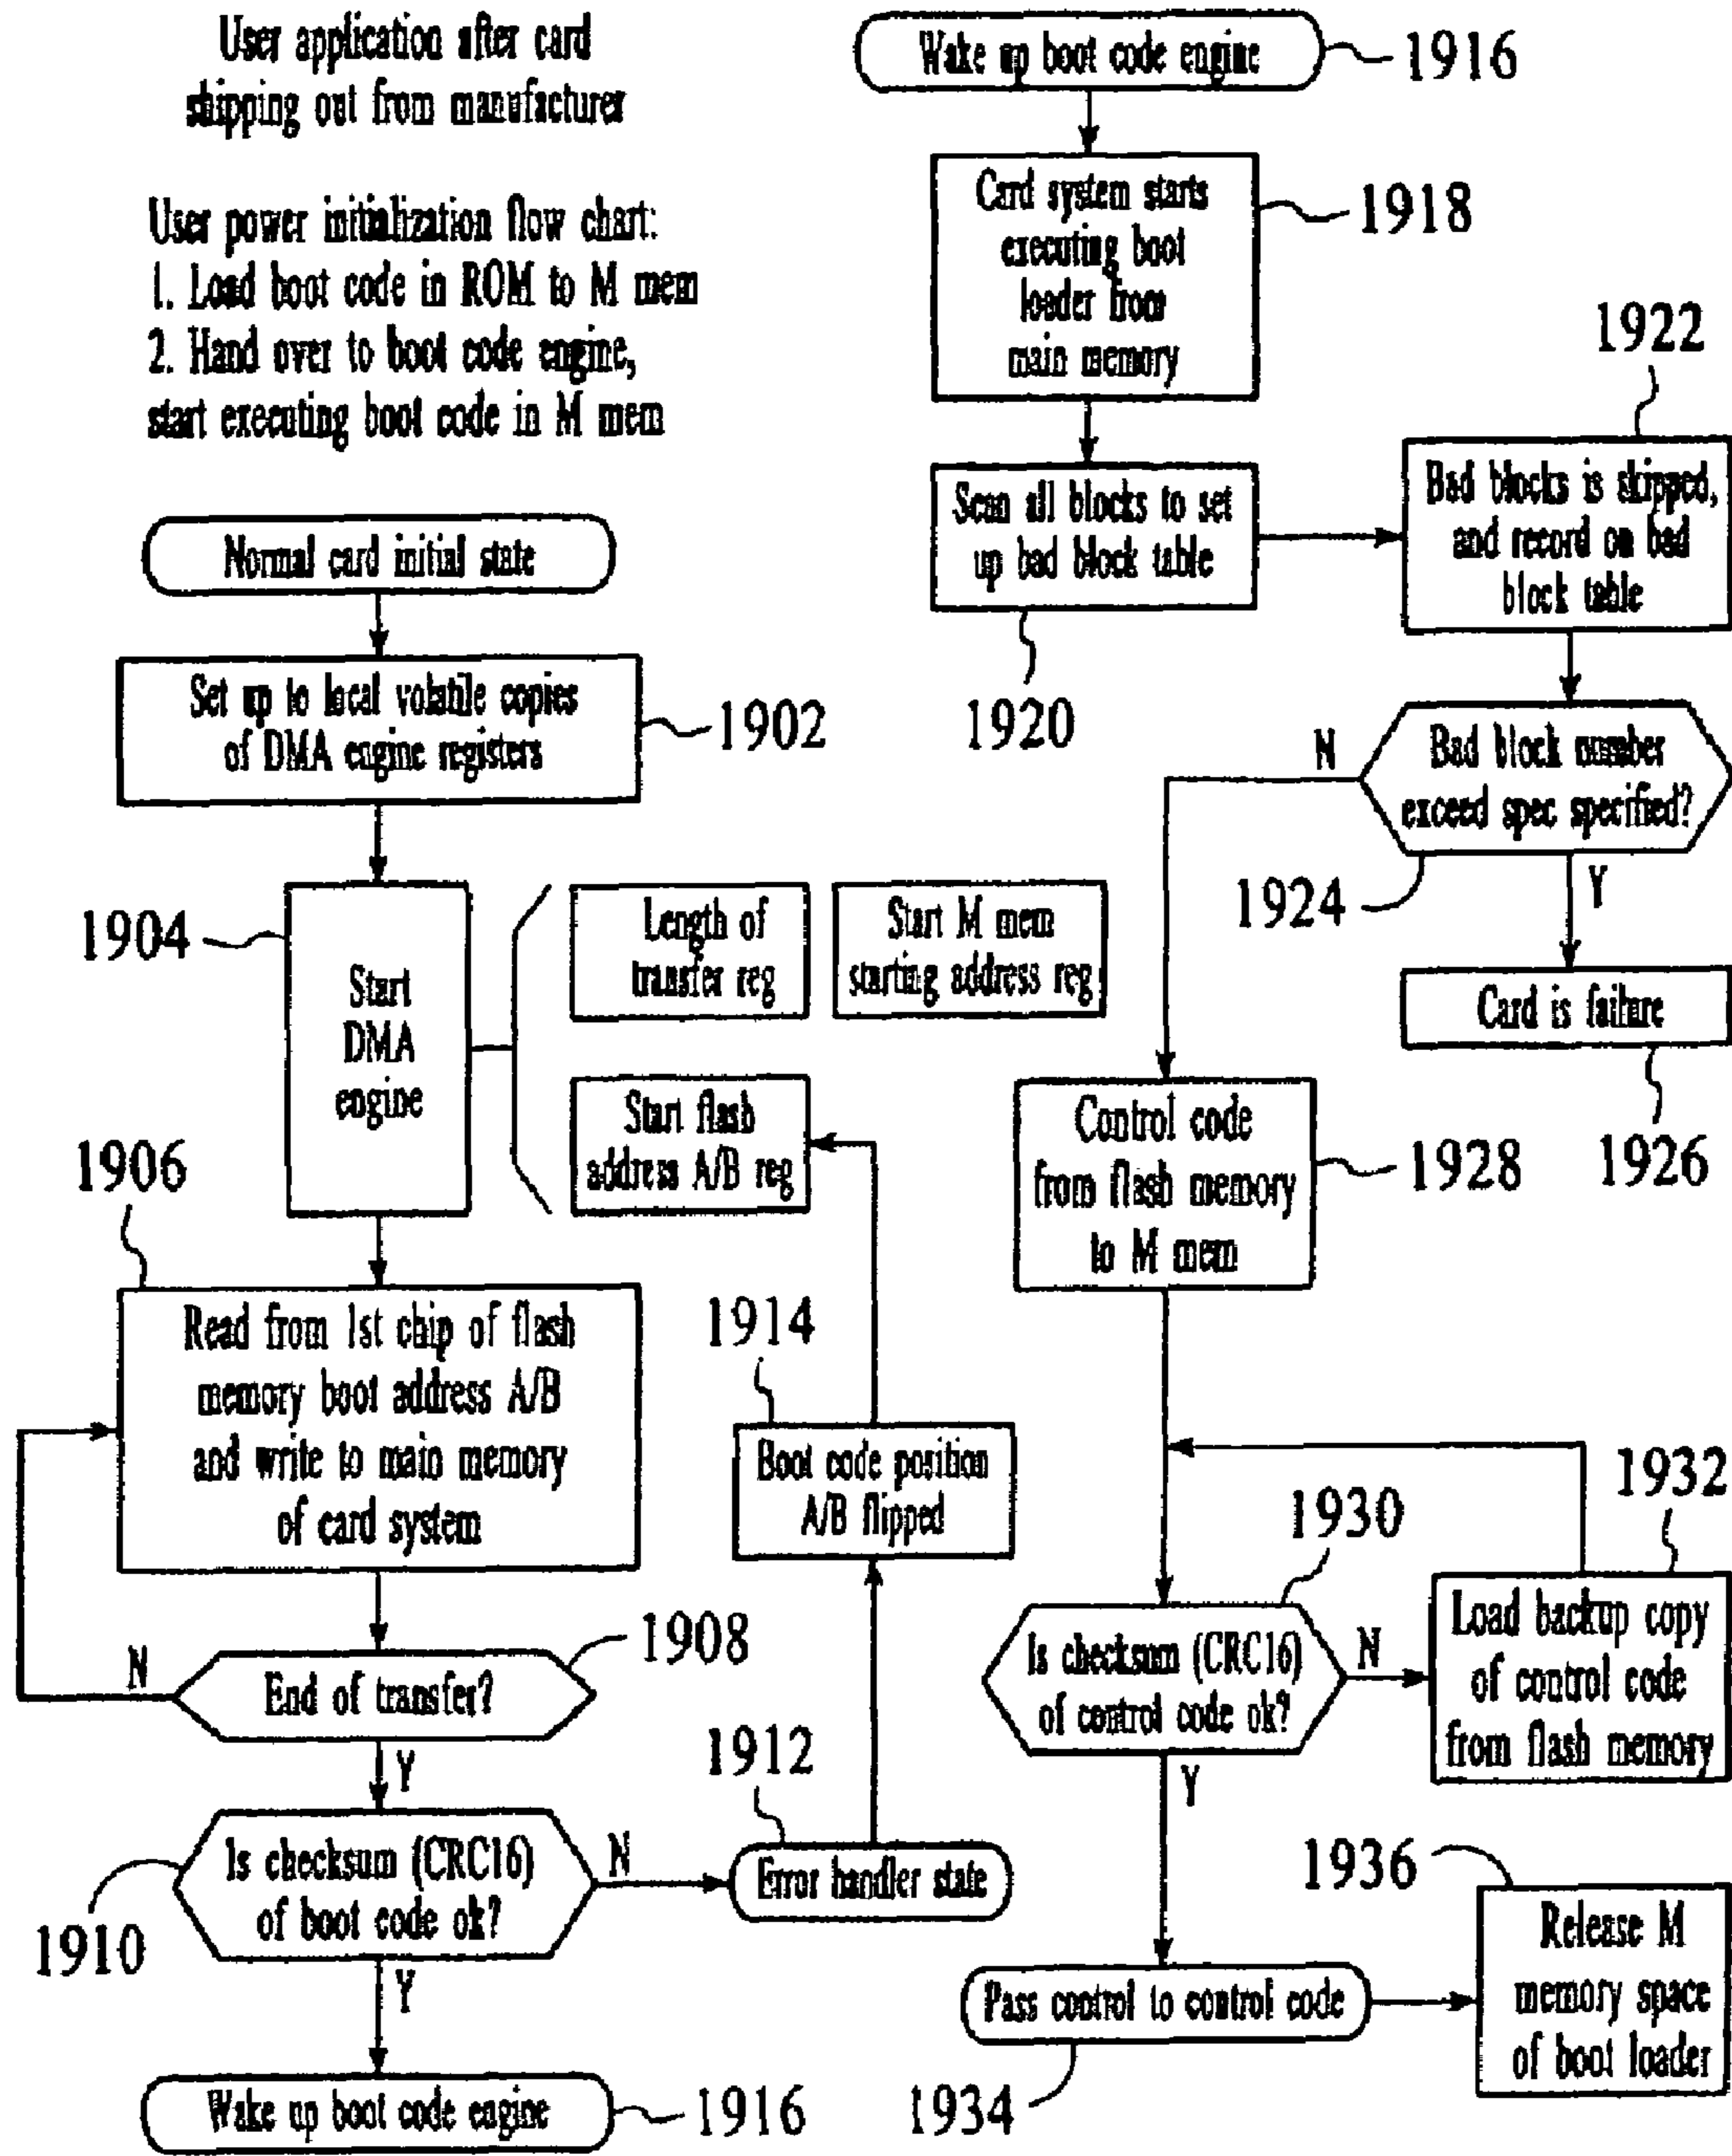 User application after card
shipping out from manufacturer
User power initialization flow chart:
1. Load boot code in ROM to M mem
2. Hand over to boot code engine,
start executing boot code in M mem
Normal card initial state
Set up to local volatile copies
of DMA engine registers
1902
1904
Start
DMA
engine
Length of
transfer reg
Start M mem
starting address reg
Start flash
address A/B reg
1906
Read from 1st chip of flash
memory boot address A/B
and write to main memory
of card system
1914
Boot code position
A/B flipped
N
End of transfer?
1908
Y
Is checksum (CRC16)
of boot code ok?
1910
N
1912
Error handler state
Y
Wake up boot code engine
1916
Wake up boot code engine
1916
Card system starts
executing boot
loader from
main memory
1918
Scan all blocks to set
up bad block table
1920
1922
Bad blocks is skipped,
and record on bad
block table
N
Bad block number
exceed spec specified?
1924
Y
Card is failure
1926
Control code
from flash memory
to M mem
1928
1930
Is checksum (CRC16)
of control code ok?
N
1932
Load backup copy
of control code
from flash memory
Y
Pass control to control code
1934
1936
Release M
memory space
of boot loader